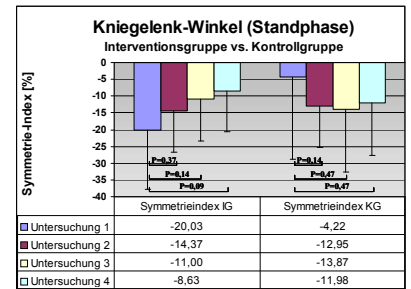 Kniegelenk-Winkel (Standphase)
Interventionsgruppe vs. Kontrollgruppe
Symmetrie-Index [%]
0
-5
-10
-15
-20
-25
-30
-35
-40
P=0,37
P=0,14
P=0,09
P=0,14
P=0,47
P=0,47
Symmetrieindex IG Symmetrieindex KG
Untersuchung 1 -20,03 -4,22
Untersuchung 2 -14,37 -12,95
Untersuchung 3 -11,00 -13,87
Untersuchung 4 -8,63 -11,98